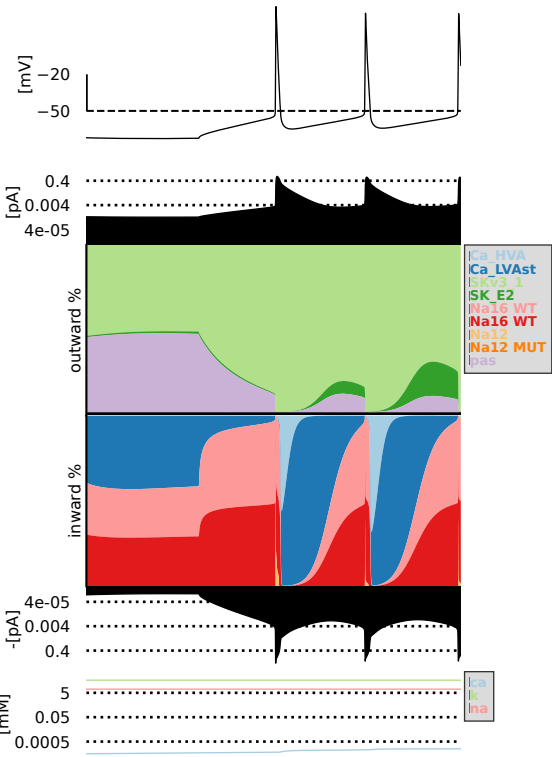 [mV]
−20
−50
[pA]
0.4
0.004
4e-05
outward %
Ca_HVA
Ca_LVAst
SKv3_1
SK_E2
Na16 WT
Na16 WT
Na12
Na12 MUT
pas
inward %
-[pA]
4e-05
0.004
0.4
[mM]
5
0.05
0.0005
ca
k
na